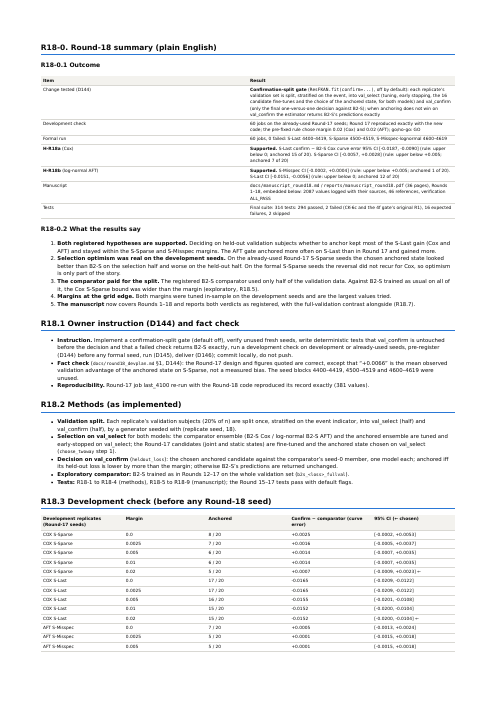 R18-0. Round-18 summary (plain English)
R18-0.1 Outcome
Item Result
Change tested (D144) Confirmation-split gate (
off by default): each replicate's
validation set is split, stratified on the event indicator, into val_select (tuning, early stopping, the 16
candidate fine-tunes and the choice of the anchored state, for both models) and val_confirm
(only the final one-versus-one decision against B2-S); when anchoring does not win on
val_confirm the estimator returns B2-S's predictions exactly
Development check 60 jobs on the already-used Round-17 seeds; Round 17 reproduced exactly with the new
code; the pre-fixed rule chose margin 0.02 (Cox) and 0.02 (AFT); gono-go: GO
Formal run 60 jobs, 0 failed: S-Last 4400–4419, S-Sparse 4500–4519, S-Misspec-lognormal 4600–4619
H-R18a (Cox) Supported. S-Last confirm − B2-S Cox curve error 95% CI [-0.0187, -0.0090] (rule: upper
below 0; anchored 15 of 20). S-Sparse CI [-0.0057, +0.0028] (rule: upper below +0.005;
anchored 7 of 20)
H-R18b (log-normal AFT) Supported. S-Misspec CI [-0.0002, +0.0004] (rule: upper below +0.005; anchored 1 of 20);
S-Last CI [-0.0151, -0.0056] (rule: upper below 0; anchored 12 of 20)
Manuscript docs/manuscript_round18.md / reports/manuscript_round18.pdf (36 pages), Rounds
1–18, embedded below: 2087 values logged with their sources, 86 references, verification
ALL_PASS
Tests Final suite: 314 tests: 294 passed, 2 failed (C6-6c and the 4f gate's original R1), 16 expected
failures, 2 skipped
R18-0.2 What the results say
1. Both registered hypotheses are supported. Deciding on held-out validation subjects whether to anchor kept most of the S-Last gain (Cox and
AFT) and stayed within the S-Sparse and S-Misspec margins. The AFT gate anchored more often on S-Last than in Round 17 and gained more.
2. Selection optimism was real on the development seeds. On the already-used Round-17 S-Sparse seeds the chosen anchored state looked
better than B2-S on the selection half and worse on the held-out half. On the formal S-Sparse seeds the reversal did not recur for Cox, so optimism
is only part of the story.
3. The comparator paid for the split. The registered B2-S comparator used only half of the validation data. Against B2-S trained as usual on all of
it, the Cox S-Sparse bound was wider than the margin (exploratory, R18.5).
4. Margins at the grid edge. Both margins were tuned in-sample on the development seeds and are the largest values tried.
5. The manuscript now covers Rounds 1–18 and reports both verdicts as registered, with the full-validation contrast alongside (R18.7).
R18.1 Owner instruction (D144) and fact check
• Instruction. Implement a confirmation-split gate (default off), verify unused fresh seeds, write deterministic tests that val_confirm is untouched
before the decision and that a failed check returns B2-S exactly, run a development check on development or already-used seeds, pre-register
(D144) before any formal seed, run (D145), deliver (D146); commit locally, do not push.
• Fact check: the Round-17 design and figures quoted are correct, except that "+0.0066" is the mean observed
validation advantage of the anchored state on S-Sparse, not a measured bias. The seed blocks 4400–4419, 4500–4519 and 4600–4619 were
unused.
• Reproducibility. Round-17 job last_4100 re-run with the Round-18 code reproduced its record exactly (381 values).
R18.2 Methods (as implemented)
• Validation split. Each replicate's validation subjects (20% of n) are split once, stratified on the event indicator, into val_select (half) and
val_confirm (half), by a generator seeded with (replicate seed, 18).
• Selection on val_select for both models: the comparator ensemble (B2-S Cox / log-normal B2-S AFT) and the anchored ensemble are tuned and
early-stopped on val_select; the Round-17 candidates (joint and static states) are fine-tuned and the best anchored state is chosen on val_select
step 1).
• Decision on val_confirm (heldout_loss): the chosen anchored candidate against the comparator's seed-0 member, one model each; anchored iff
its held-out loss is lower by more than the margin; otherwise B2-S's predictions are returned unchanged.
• Exploratory comparator: B2-S trained as in Rounds 12–17 on the whole validation set
• Tests: R18-1 to R18-4 (methods), R18-5 to R18-9 (manuscript); the Round 15–17 tests pass with default flags.
R18.3 Development check (before any Round-18 seed)
Development replicates (Round-17 seeds) Margin Anchored Confirm − comparator (curve error) 95% CI (← chosen)
COX S-Sparse 0.0 8 / 20 +0.0025 [-0.0002, +0.0053]
COX S-Sparse 0.0025 7 / 20 +0.0016 [-0.0005, +0.0037]
COX S-Sparse 0.005 6 / 20 +0.0014 [-0.0007, +0.0035]
COX S-Sparse 0.01 6 / 20 +0.0014 [-0.0007, +0.0035]
COX S-Sparse 0.02 5 / 20 +0.0007 [-0.0009, +0.0023] ←
COX S-Last 0.0 17 / 20 -0.0165 [-0.0209, -0.0122]
COX S-Last 0.0025 17 / 20 -0.0165 [-0.0209, -0.0122]
COX S-Last 0.005 16 / 20 -0.0155 [-0.0201, -0.0108]
COX S-Last 0.01 15 / 20 -0.0152 [-0.0200, -0.0104]
COX S-Last 0.02 15 / 20 -0.0152 [-0.0200, -0.0104] ←
AFT S-Misspec 0.0 7 / 20 +0.0005 [-0.0013, +0.0024]
AFT S-Misspec 0.0025 5 / 20 +0.0001 [-0.0015, +0.0018]
AFT S-Misspec 0.005 5 / 20 +0.0001 [-0.0015, +0.0018]